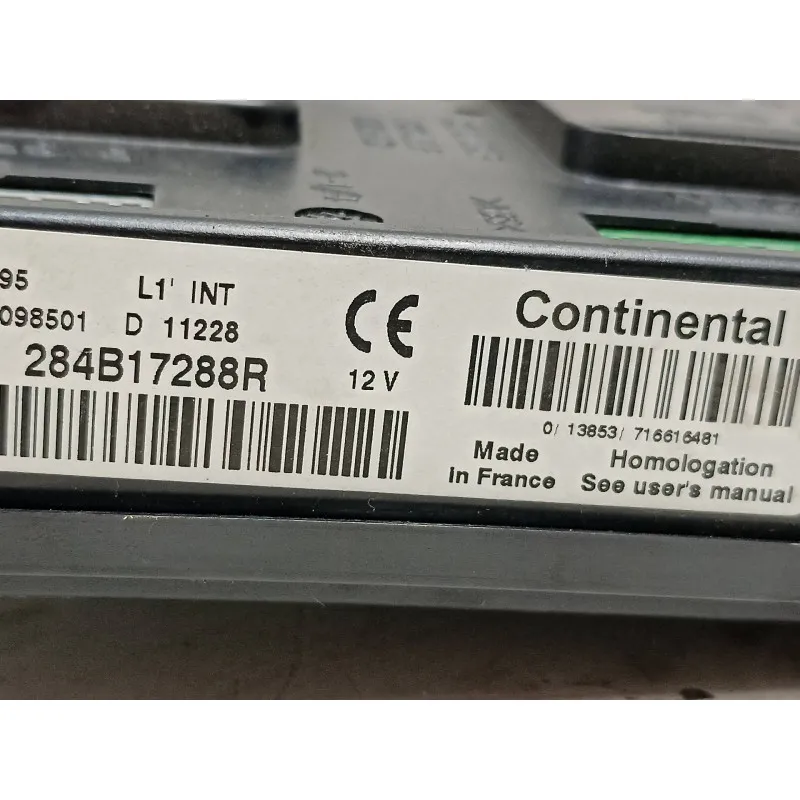 95 L1' INT
098501 D 11228
284B17288R
CE
12 V
Continental
0/ 13853/ 716616481
Made
in France
Homologation
See user's manual